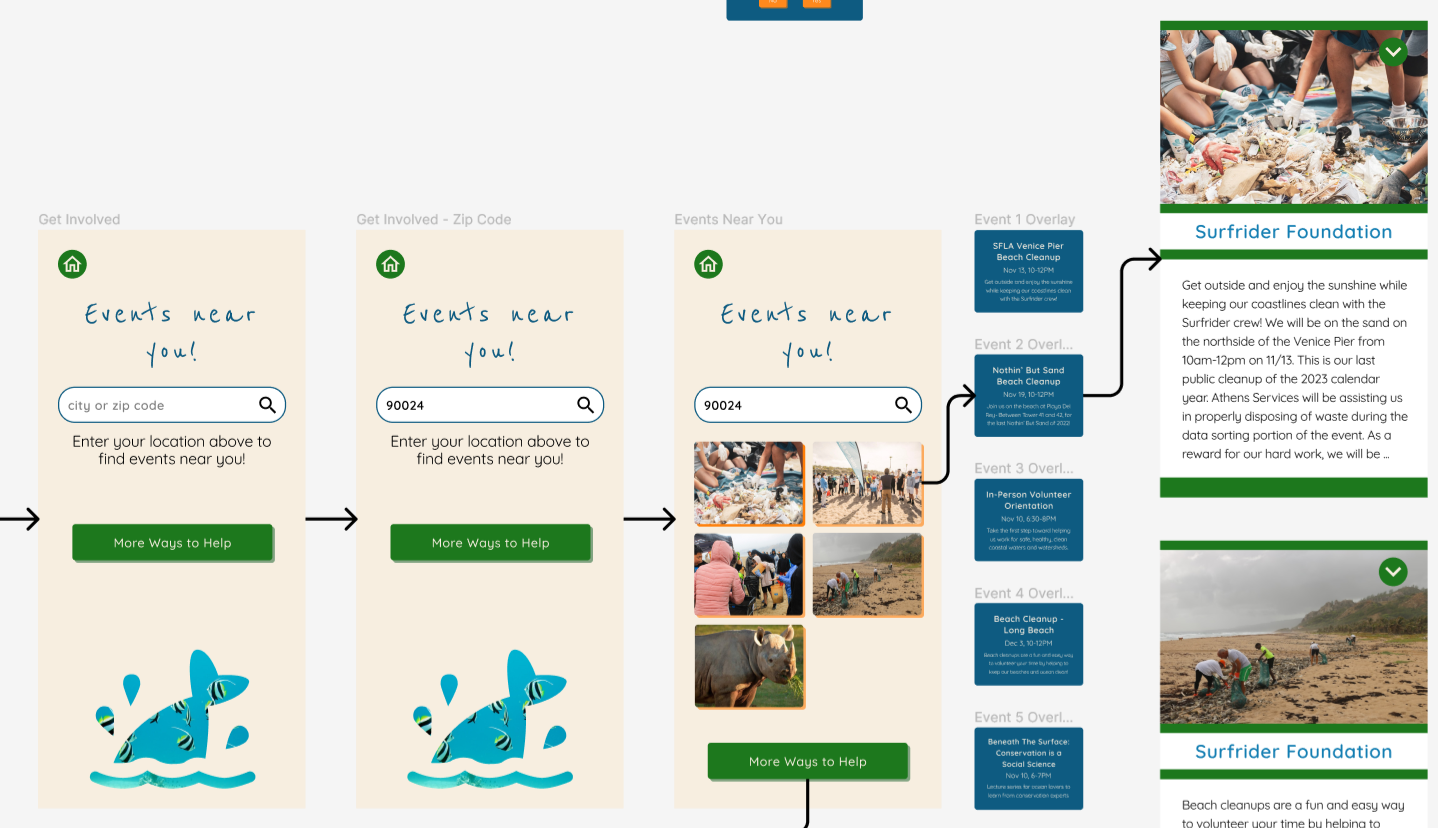 No
Yes
Get Involved
Events near
you!
city or zip code
Enter your location above to
find events near you!
More Ways to Help
Get Involved - Zip Code
Events near
you!
90024
Enter your location above to
find events near you!
More Ways to Help
Events Near You
Events near
you!
90024
More Ways to Help
Event 1 Overlay
SFLA Venice Pier
Beach Cleanup
Nov 13, 10-12PM
Get outside and enjoy the sunshine
while keeping our coastlines clean
with the Surfrider crew!
Event 2 Overl...
Nothin' But Sand
Beach Cleanup
Nov 19, 10-12PM
Join us on the beach at Playa Del
Rey- Between Tower 41 and 42, for
the last Nothin' But Sand of 2022!
Event 3 Overl...
In-Person Volunteer
Orientation
Nov 10, 6:30-8PM
Take the first step toward helping
us work for safe, healthy, clean
coastal waters and watersheds.
Event 4 Overl...
Beach Cleanup -
Long Beach
Dec 3, 10-12PM
Beach cleanups are a fun and easy way
to volunteer your time by helping to
keep our beaches and ocean clean!
Event 5 Overl...
Beneath The Surface:
Conservation is a
Social Science
Nov 10, 6-7PM
Lecture series for ocean lovers to
learn from conservation experts
Surfrider Foundation
Get outside and enjoy the sunshine while
keeping our coastlines clean with the
Surfrider crew! We will be on the sand on
the northside of the Venice Pier from
10am-12pm on 11/13. This is our last
public cleanup of the 2023 calendar
year. Athens Services will be assisting us
in properly disposing of waste during the
data sorting portion of the event. As a
reward for our hard work, we will be ...
Surfrider Foundation
Beach cleanups are a fun and easy way
to volunteer your time by helping to